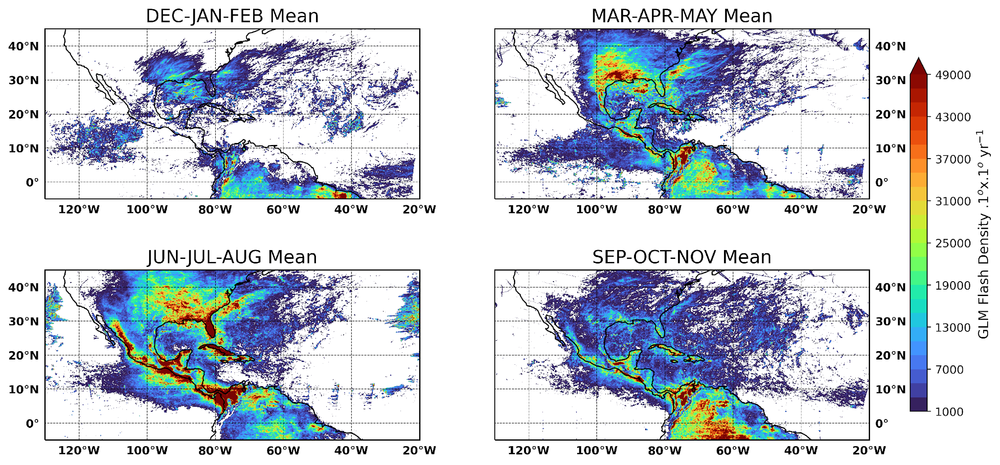 DEC-JAN-FEB Mean
MAR-APR-MAY Mean
40°N
30°N
20°N
10°N
0°
120°W 100°W 80°W 60°W 40°W 20°W
120°W 100°W 80°W 60°W 40°W 20°W
40°N
30°N
20°N
10°N
0°
JUN-JUL-AUG Mean
SEP-OCT-NOV Mean
40°N
30°N
20°N
10°N
0°
120°W 100°W 80°W 60°W 40°W 20°W
120°W 100°W 80°W 60°W 40°W 20°W
40°N
30°N
20°N
10°N
0°
49000
43000
37000
31000
25000
19000
13000
7000
1000
GLM Flash Density .1°x.1° yr⁻¹